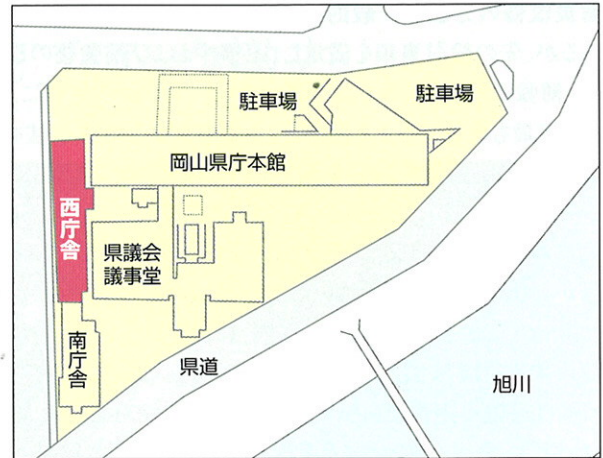 駐車場
駐車場
岡山県庁本館
西庁舎
県議会
議事堂
南庁舎
県道
旭川